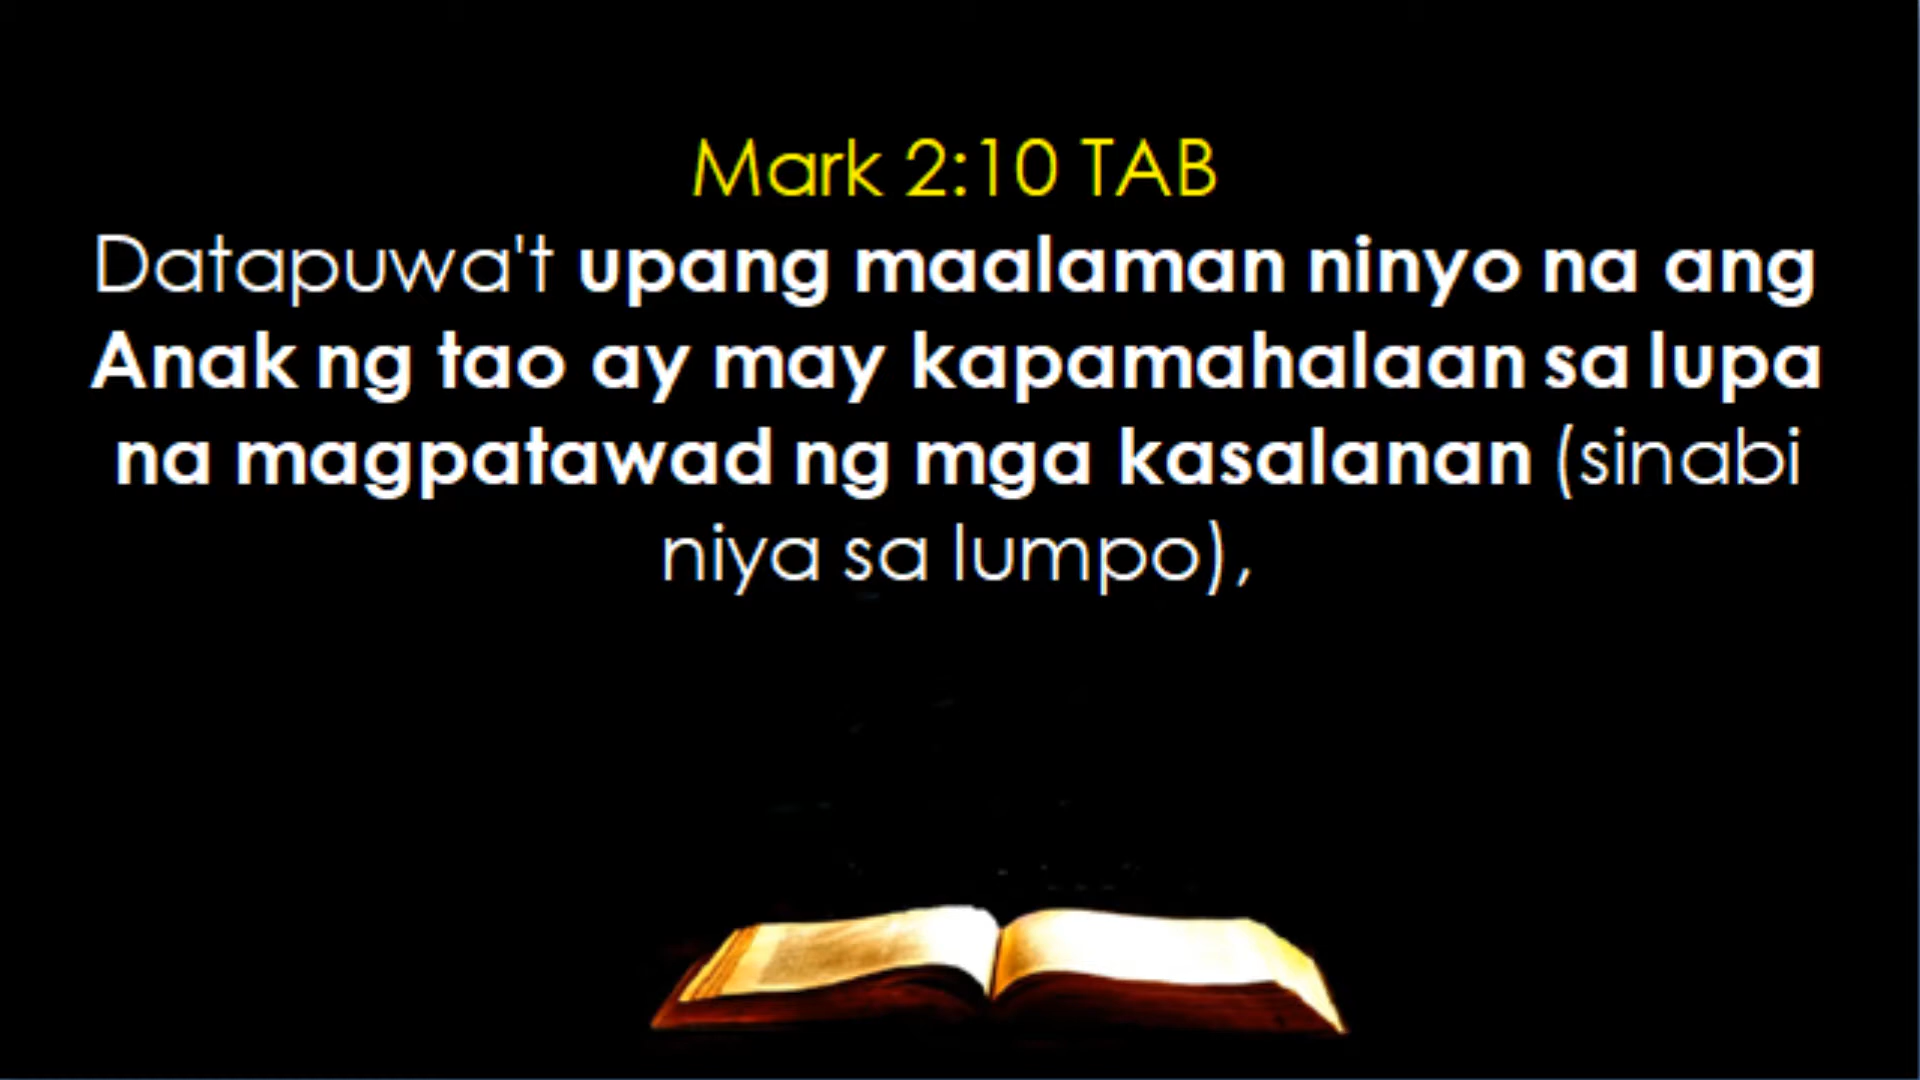 Mark 2:10 TAB
Datapuwa't upang maalaman ninyo na ang
Anak ng tao ay may kapamahalaan sa lupa
na magpatawad ng mga kasalanan (sinabi
niya sa lumpo),